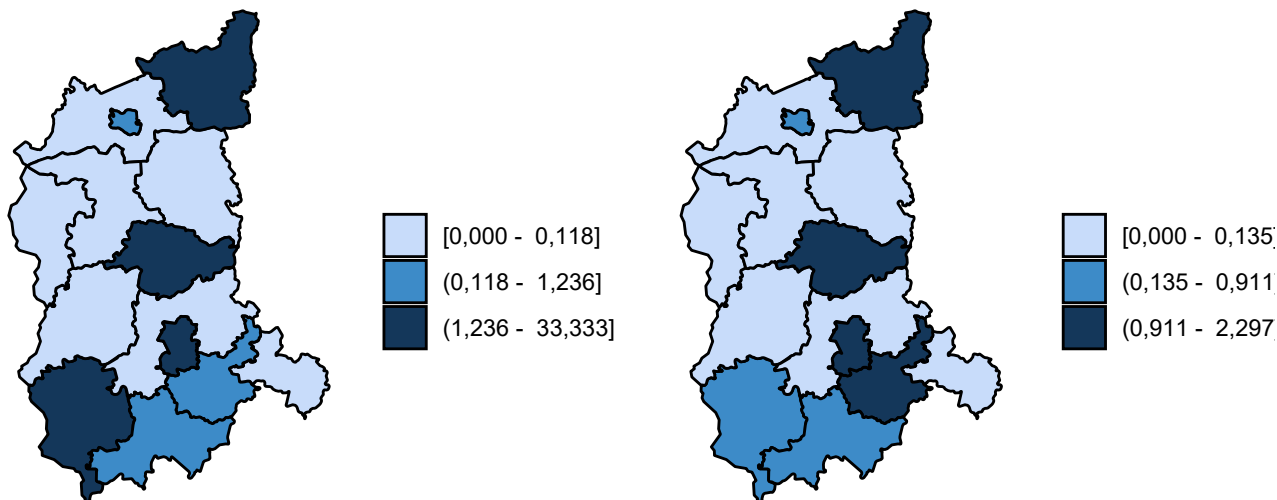 [0,000 - 0,118]
(0,118 - 1,236]
(1,236 - 33,333]
[0,000 - 0,135]
(0,135 - 0,911]
(0,911 - 2,297]